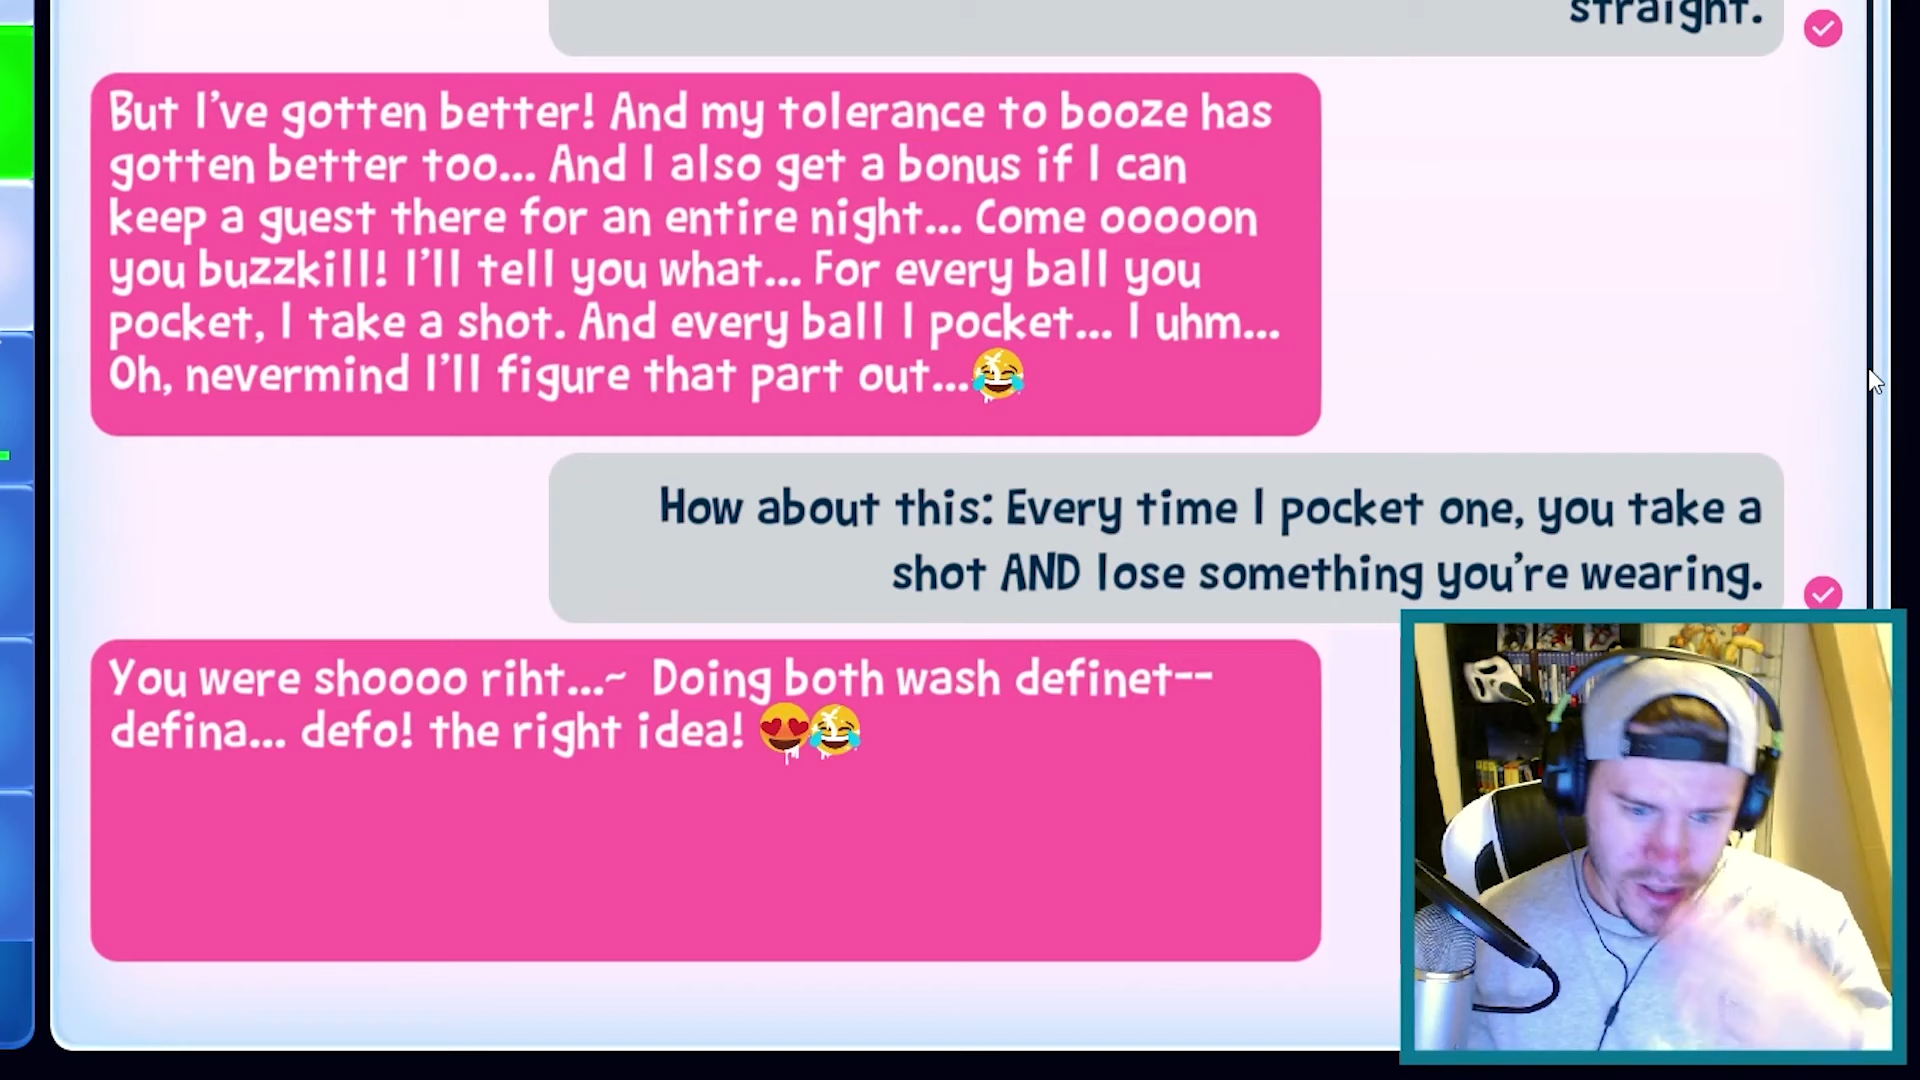 straight.
But I've gotten better! And my tolerance to booze has
gotten better too... And I also get a bonus if I can
keep a guest there for an entire night... Come ooooon
you buzzkill! I'll tell you what... For every ball you
pocket, I take a shot. And every ball I pocket... I uhm...
Oh, nevermind I'll figure that part out...😂
How about this: Every time I pocket one, you take a
shot AND lose something you're wearing.
You were shoooo riht...~ Doing both wash definet--
defina... defo! the right idea! 😍😂